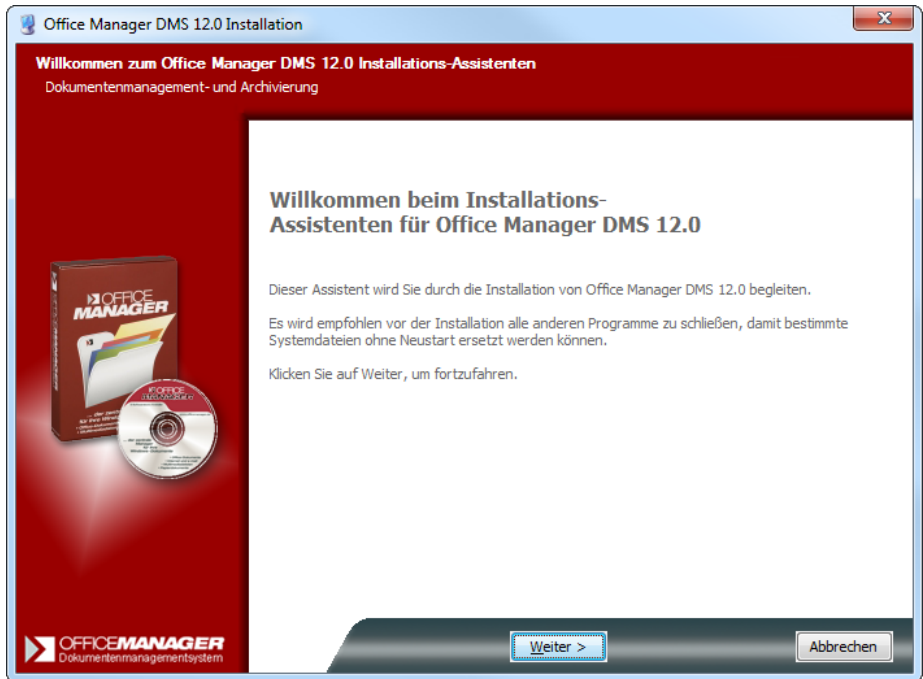 Office Manager DMS 12.0 Installation
Willkommen zum Office Manager DMS 12.0 Installations-Assistenten
Dokumentenmanagement- und Archivierung
Willkommen beim Installations-
Assistenten für Office Manager DMS 12.0
Dieser Assistent wird Sie durch die Installation von Office Manager DMS 12.0 begleiten.
Es wird empfohlen vor der Installation alle anderen Programme zu schließen, damit bestimmte
Systemdateien ohne Neustart ersetzt werden können.
Klicken Sie auf Weiter, um fortzufahren.
OFFICE
MANAGER
OFFICE
MANAGER
OFFICEMANAGER
Dokumentenmanagementsystem
Weiter >
Abbrechen